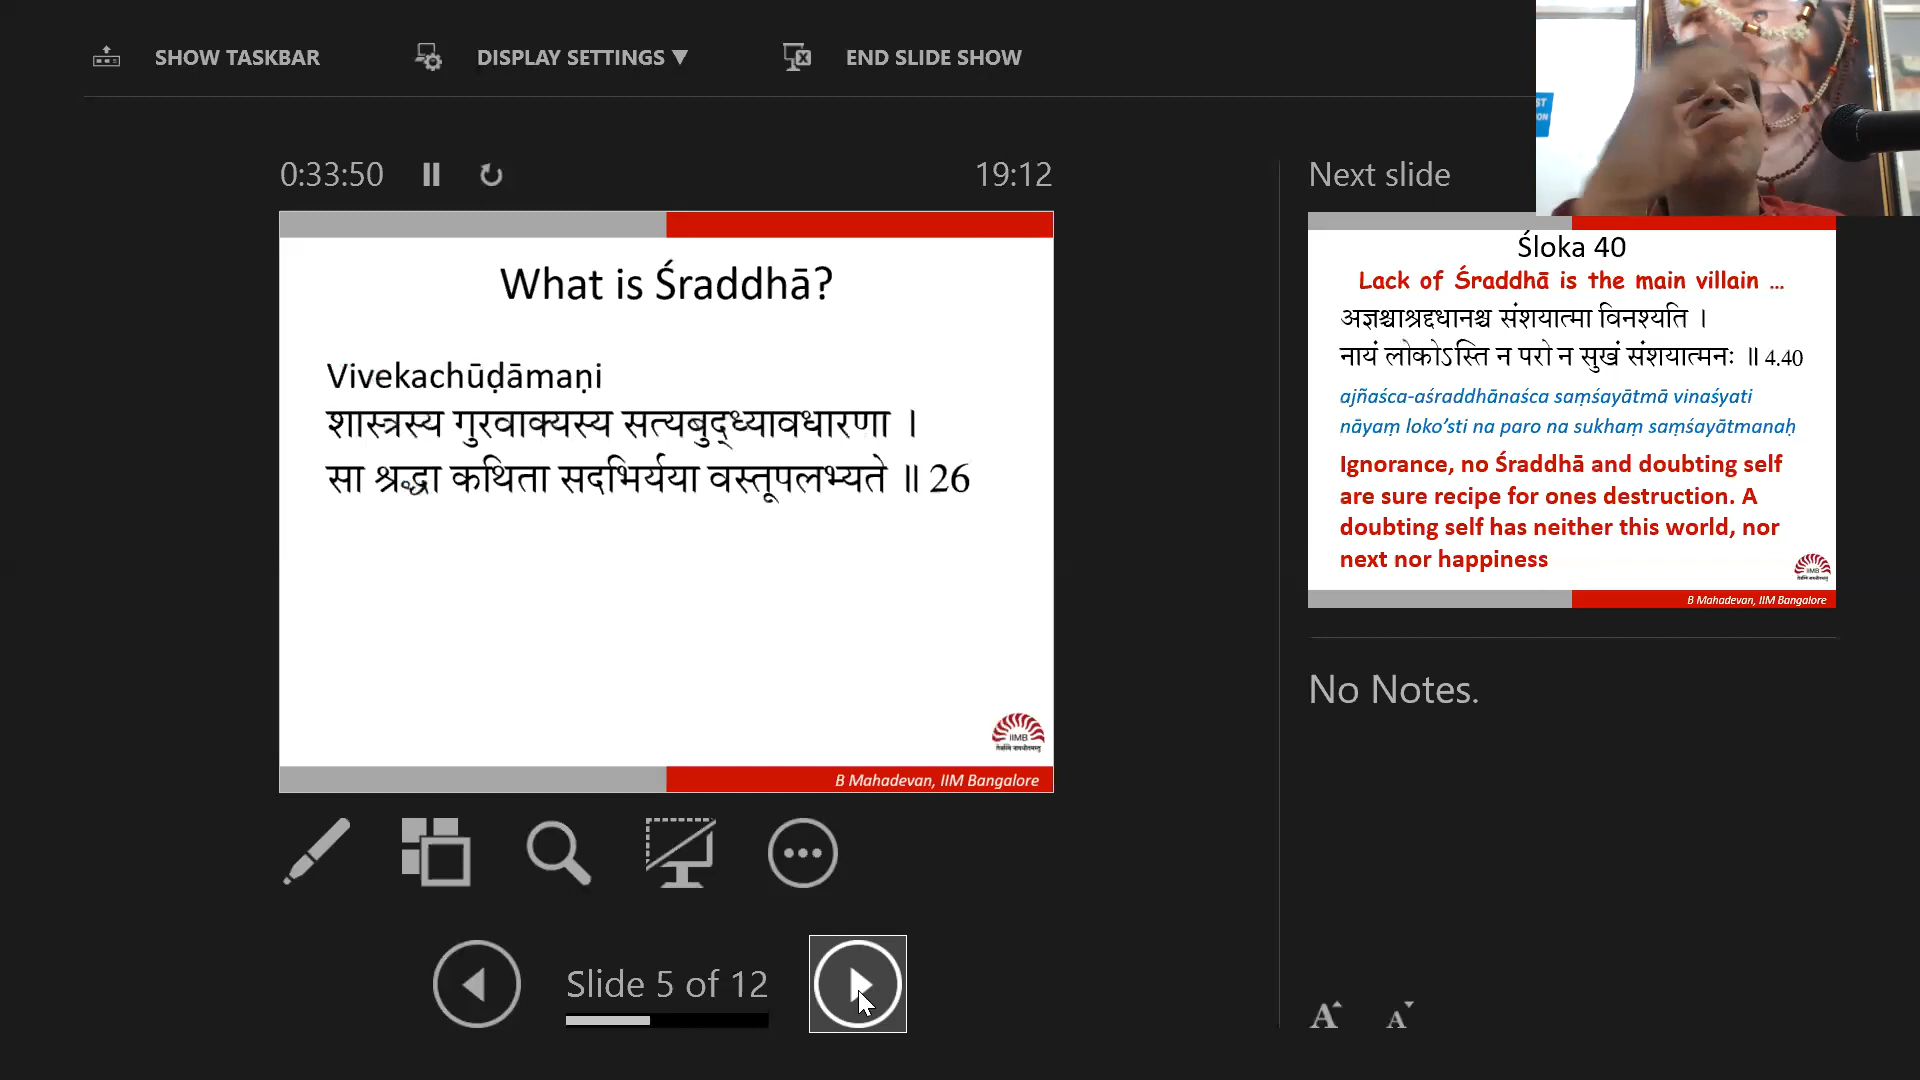 SHOW TASKBAR
DISPLAY SETTINGS ▼
END SLIDE SHOW
0:33:50
19:12
Next slide
What is Śraddhā?
Vivekachūḍāmaṇi
शास्त्रस्य गुरवाक्यस्य सत्यबुद्ध्यावधारणा ।
सा श्रद्धा कथिता सदभिर्यया वस्तूपलभ्यते ॥ 26
IIMB
B Mahadevan, IIM Bangalore
Śloka 40
Lack of Śraddhā is the main villain ...
अज्ञश्चाश्रद्दधानश्च संशयात्मा विनश्यति ।
नायं लोकोऽस्ति न परो न सुखं संशयात्मनः ॥ 4.40
ajñaśca-aśraddhānaśca saṃśayātmā vinaśyati
nāyaṃ loko’sti na paro na sukhaṃ saṃśayātmanaḥ
Ignorance, no Śraddhā and doubting self
are sure recipe for ones destruction. A
doubting self has neither this world, nor
next nor happiness
IIMB
B Mahadevan, IIM Bangalore
No Notes.
Slide 5 of 12
A A